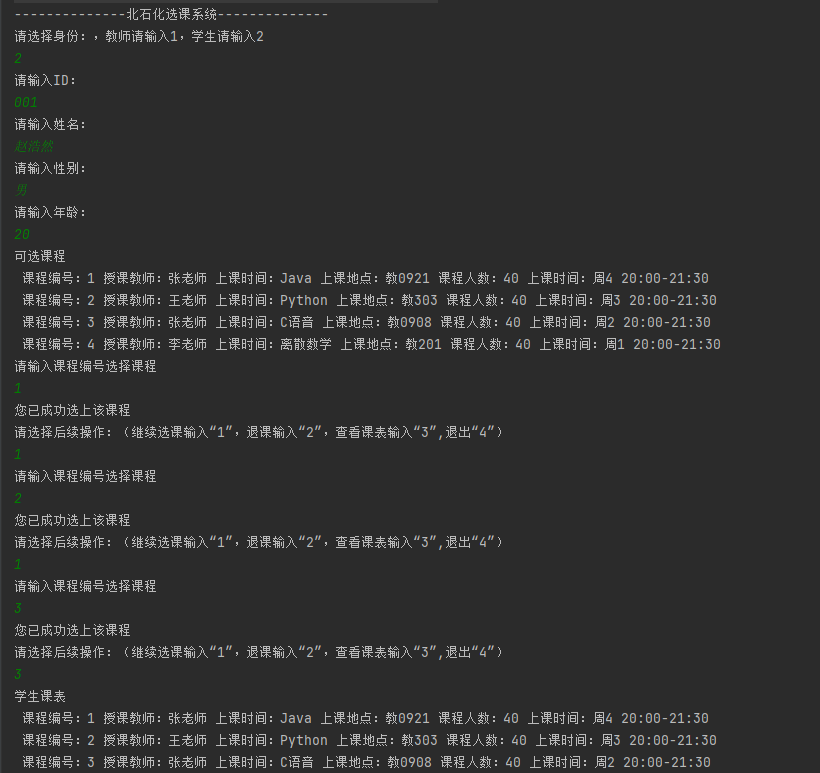 --------------北石化选课系统--------------
请选择身份：，教师请输入1，学生请输入2
2
请输入ID：
001
请输入姓名：
赵浩然
请输入性别：
男
请输入年龄：
20
可选课程
课程编号：1 授课教师：张老师 上课时间：Java 上课地点：教0921 课程人数：40 上课时间：周4 20:00-21:30
课程编号：2 授课教师：王老师 上课时间：Python 上课地点：教303 课程人数：40 上课时间：周3 20:00-21:30
课程编号：3 授课教师：张老师 上课时间：C语音 上课地点：教0908 课程人数：40 上课时间：周2 20:00-21:30
课程编号：4 授课教师：李老师 上课时间：离散数学 上课地点：教201 课程人数：40 上课时间：周1 20:00-21:30
请输入课程编号选择课程
1
您已成功选上该课程
请选择后续操作：（继续选课输入“1”，退课输入“2”，查看课表输入“3”,退出“4”）
1
请输入课程编号选择课程
2
您已成功选上该课程
请选择后续操作：（继续选课输入“1”，退课输入“2”，查看课表输入“3”,退出“4”）
1
请输入课程编号选择课程
3
您已成功选上该课程
请选择后续操作：（继续选课输入“1”，退课输入“2”，查看课表输入“3”,退出“4”）
3
学生课表
课程编号：1 授课教师：张老师 上课时间：Java 上课地点：教0921 课程人数：40 上课时间：周4 20:00-21:30
课程编号：2 授课教师：王老师 上课时间：Python 上课地点：教303 课程人数：40 上课时间：周3 20:00-21:30
课程编号：3 授课教师：张老师 上课时间：C语音 上课地点：教0908 课程人数：40 上课时间：周2 20:00-21:30